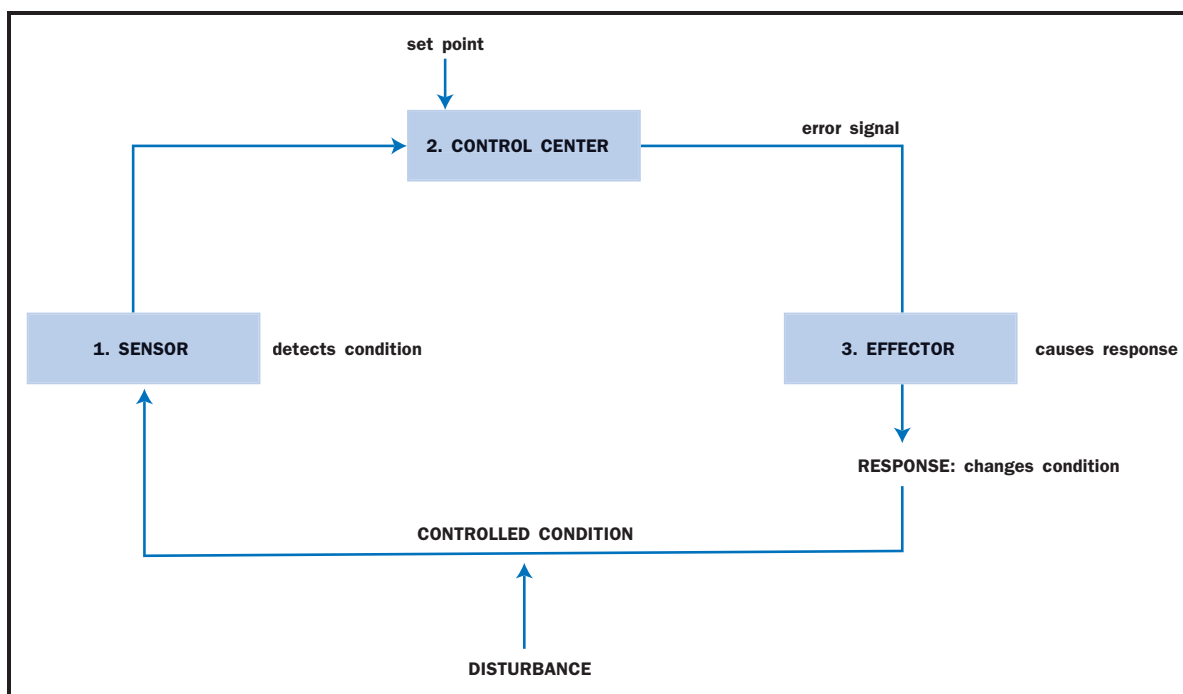 set point
2. CONTROL CENTER
error signal
1. SENSOR
detects condition
3. EFFECTOR
causes response
RESPONSE: changes condition
CONTROLLED CONDITION
DISTURBANCE